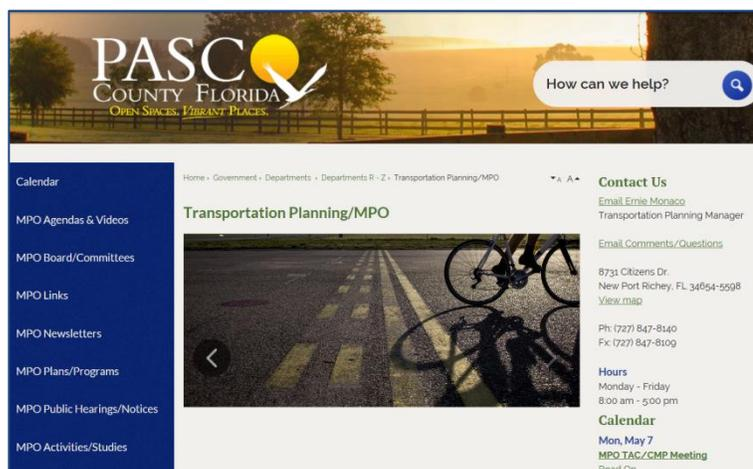 PASCO
COUNTY FLORIDA
OPEN SPACES. VIBRANT PLACES.
How can we help?
Calendar
MPO Agendas & Videos
MPO Board/Committees
MPO Links
MPO Newsletters
MPO Plans/Programs
MPO Public Hearings/Notices
MPO Activities/Studies
Home › Government › Departments › Departments R - Z › Transportation Planning/MPO
A A
Transportation Planning/MPO
Contact Us
Email Ernie Monaco
Transportation Planning Manager
Email Comments/Questions
8731 Citizens Dr.
New Port Richey, FL 34654-5598
View map
Ph: (727) 847-8140
Fx: (727) 847-8109
Hours
Monday - Friday
8:00 am - 5:00 pm
Calendar
Mon, May 7
MPO TAC/CMP Meeting
Read On